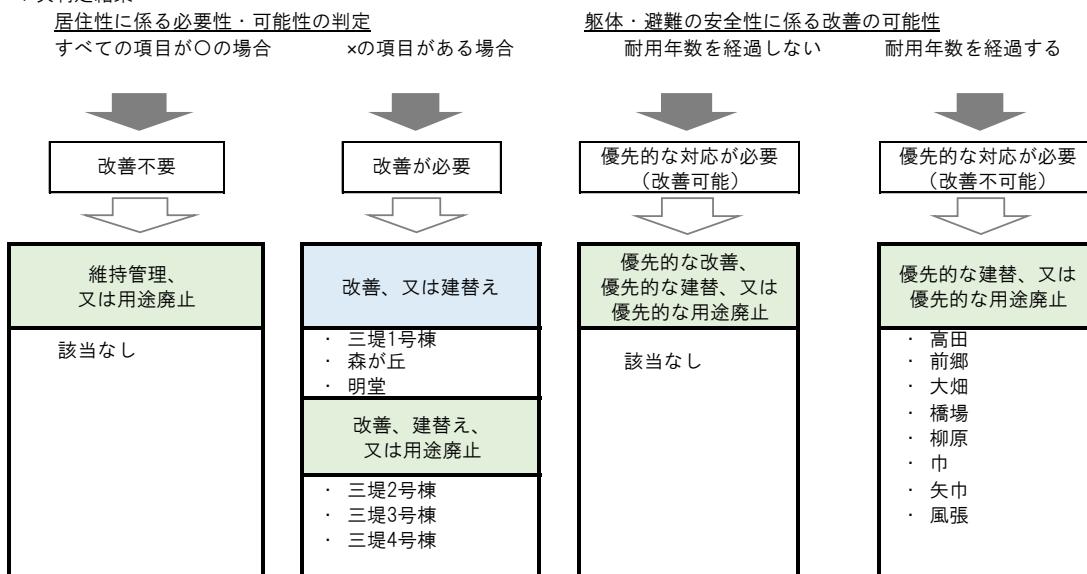 居住性に係る必要性・可能性の判定
すべての項目が〇の場合
×の項目がある場合
改善不要
改善が必要
維持管理、
又は用途廃止
該当なし
改善、又は建替え
・ 三堤1号棟
・ 森が丘
・ 明堂
改善、建替え、
又は用途廃止
・ 三堤2号棟
・ 三堤3号棟
・ 三堤4号棟
躯体・避難の安全性に係る改善の可能性
耐用年数を経過しない
耐用年数を経過する
優先的な対応が必要
（改善可能）
優先的な対応が必要
（改善不可能）
優先的な改善、
優先的な建替、又は
優先的な用途廃止
該当なし
優先的な建替、又は
優先的な用途廃止
・ 高田
・ 前郷
・ 大畑
・ 橋場
・ 柳原
・ 巾
・ 矢巾
・ 風張